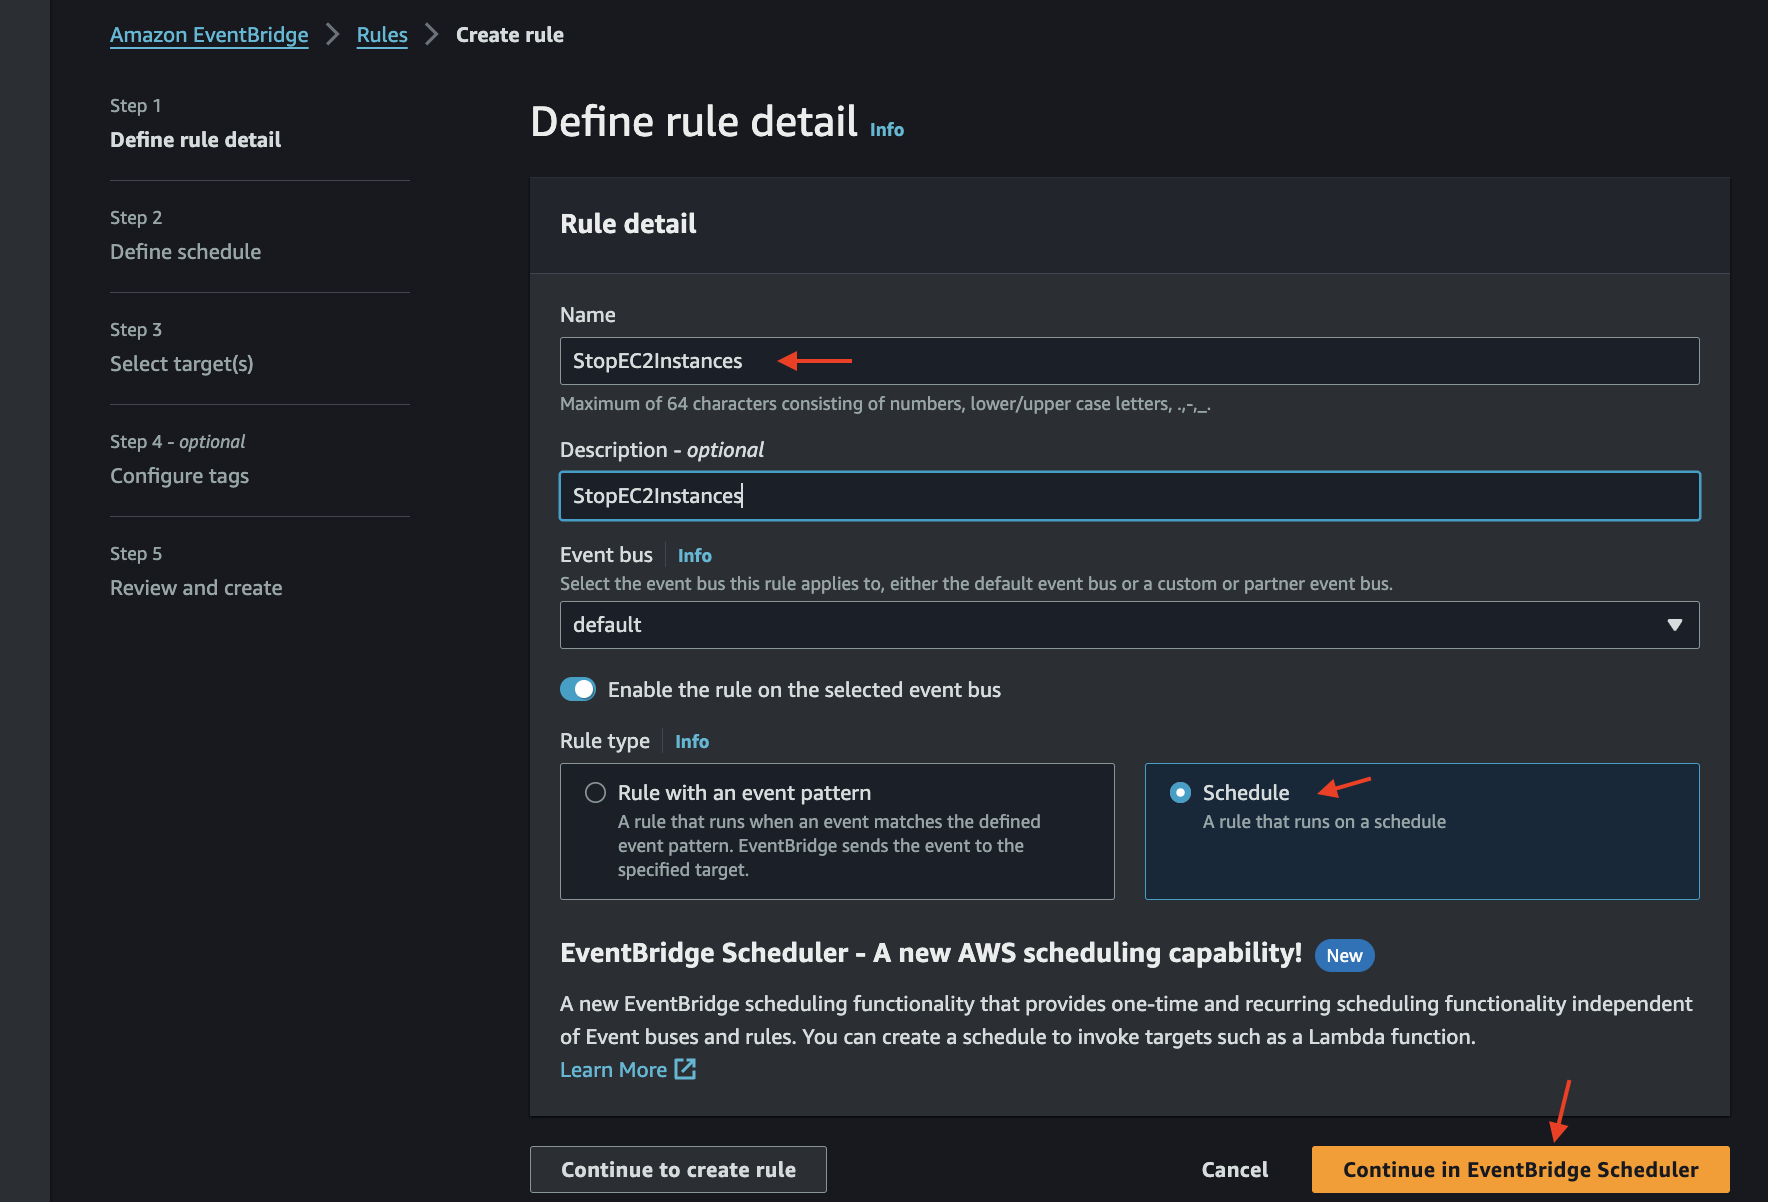 Amazon EventBridge > Rules > Create rule
Step 1
Define rule detail
Step 2
Define schedule
Step 3
Select target(s)
Step 4 - optional
Configure tags
Step 5
Review and create
Define rule detail Info
Rule detail
Name
StopEC2Instances
Maximum of 64 characters consisting of numbers, lower/upper case letters, .,-,_.
Description - optional
StopEC2Instances
Event bus Info
Select the event bus this rule applies to, either the default event bus or a custom or partner event bus.
default
Enable the rule on the selected event bus
Rule type Info
Rule with an event pattern
A rule that runs when an event matches the defined
event pattern. EventBridge sends the event to the
specified target.
Schedule
A rule that runs on a schedule
EventBridge Scheduler - A new AWS scheduling capability! New
A new EventBridge scheduling functionality that provides one-time and recurring scheduling functionality independent
of Event buses and rules. You can create a schedule to invoke targets such as a Lambda function.
Learn More
Continue to create rule
Cancel
Continue in EventBridge Scheduler